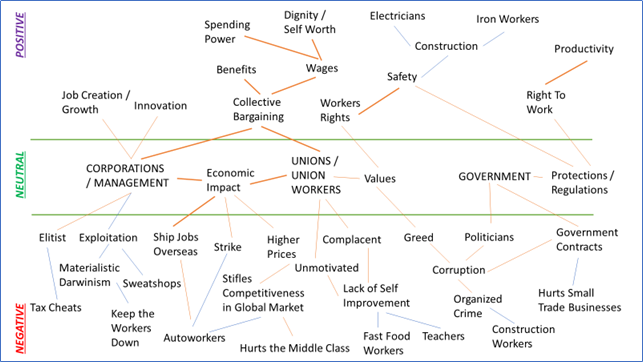 POSITIVE
Spending
Power
Dignity /
Self Worth
Electricians
Iron Workers
Construction
Productivity
Benefits
Wages
Safety
Job Creation /
Growth
Innovation
Collective
Bargaining
Workers
Rights
Right To
Work
NEUTRAL
CORPORATIONS
/ MANAGEMENT
Economic
Impact
UNIONS /
UNION
WORKERS
Values
GOVERNMENT
Protections /
Regulations
NEGATIVE
Elitist
Exploitation
Ship Jobs
Overseas
Strike
Higher
Prices
Complacent
Greed
Politicians
Government
Contracts
Materialistic
Darwinism
Sweatshops
Stifles
Competitiveness
in Global Market
Unmotivated
Lack of Self
Improvement
Corruption
Organized
Crime
Hurts Small
Trade Businesses
Tax Cheats
Keep the
Workers
Down
Autoworkers
Hurts the Middle Class
Fast Food
Workers
Teachers
Construction
Workers